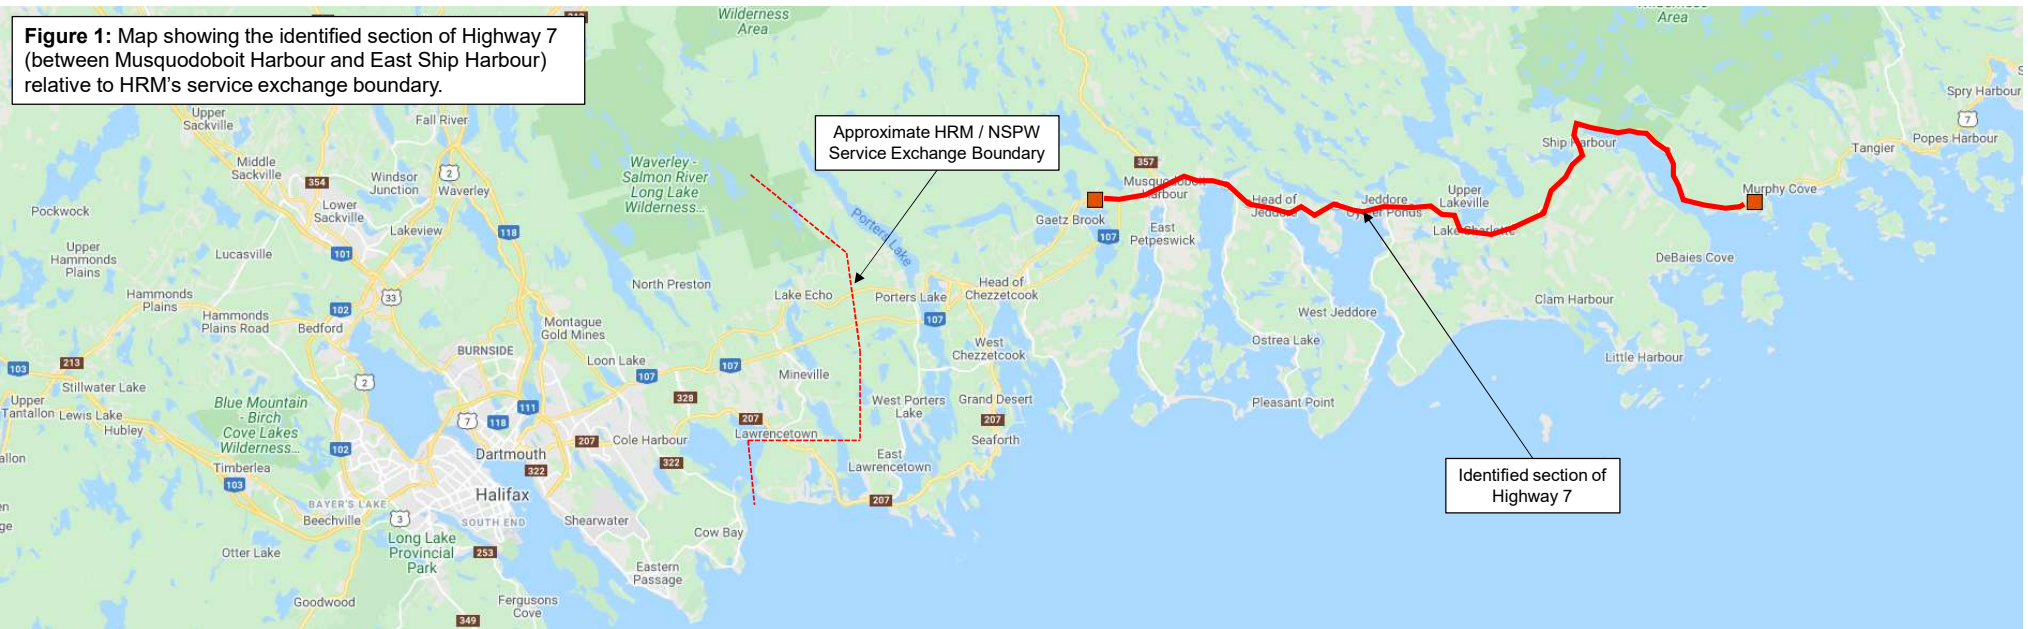 Figure 1: Map showing the identified section of Highway 7
(between Musquodoboit Harbour and East Ship Harbour)
relative to HRM's service exchange boundary.
Wilderness
Area
Area
Spry Harbour
7
Popes Harbour
Tangier
Murphy Cove
Ship Harbour
Upper
Sackville
Fall River
Approximate HRM / NSPW
Service Exchange Boundary
Middle
Sackville
354
Windsor
Junction
2
Waverley
Waverley -
Salmon River
Long Lake
Wilderness...
357
Musquodoboit
Harbour
Head of
Jeddore
Jeddore
Oyster Ponds
Upper
Lakeville
Lake Charlotte
Pockwock
Lower
Sackville
Lakeview
118
Porters Lake
Gaetz Brook
107
East
Petpeswick
Upper
Hammonds
Plains
Lucasville
101
DeBaies Cove
North Preston
Lake Echo
Porters Lake
Head of
Chezzetcook
Hammonds
Plains
33
102
Clam Harbour
Hammonds
Plains Road
Bedford
Montague
Gold Mines
107
West Jeddore
Ostrea Lake
BURNSIDE
Loon Lake
107
107
West
Chezzetcook
Little Harbour
103
213
Stillwater Lake
2
Mineville
328
Upper
Tantallon
Lewis Lake
Hubley
Blue Mountain
- Birch
Cove Lakes
Wilderness...
111
118
7
207
West Porters
Lake
Grand Desert
Pleasant Point
207
Cole Harbour
207
Lawrencetown
Seaforth
102
Dartmouth
322
322
East
Lawrencetown
Timberlea
103
Halifax
207
Identified section of
Highway 7
BAYER'S LAKE
Beechville
3
SOUTH END
Shearwater
Cow Bay
Otter Lake
Long Lake
Provincial
Park
253
Eastern
Passage
Goodwood
Fergusons
Cove
349